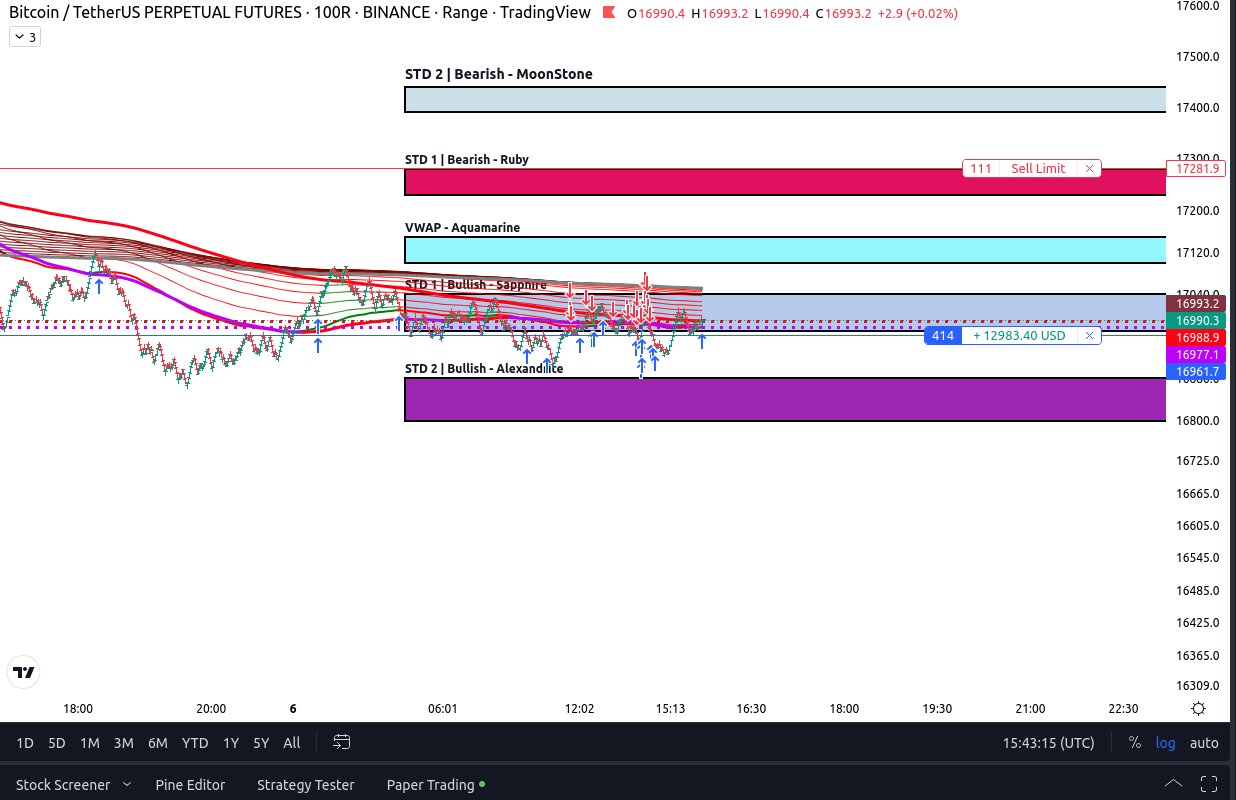 Bitcoin / TetherUS PERPETUAL FUTURES · 100R · BINANCE · Range · TradingView O16990.4 H16993.2 L16990.4 C16993.2 +2.9 (+0.02%)
3
17600.0
17500.0
STD 2 | Bearish - MoonStone
17400.0
STD 1 | Bearish - Ruby
17300.0
111 Sell Limit
17281.9
17200.0
VWAP - Aquamarine
17120.0
STD 1 | Bullish - Sapphire
17040.0
16993.2
16990.3
414 + 12983.40 USD
16988.9
16977.1
STD 2 | Bullish - Alexandrite
16961.7
16800.0
16725.0
16665.0
16605.0
16545.0
16485.0
16425.0
16365.0
16309.0
18:00 20:00 6 06:01 12:02 15:13 16:30 18:00 19:30 21:00 22:30
1D 5D 1M 3M 6M YTD 1Y 5Y All 15:43:15 (UTC) % log auto
Stock Screener Pine Editor Strategy Tester Paper Trading